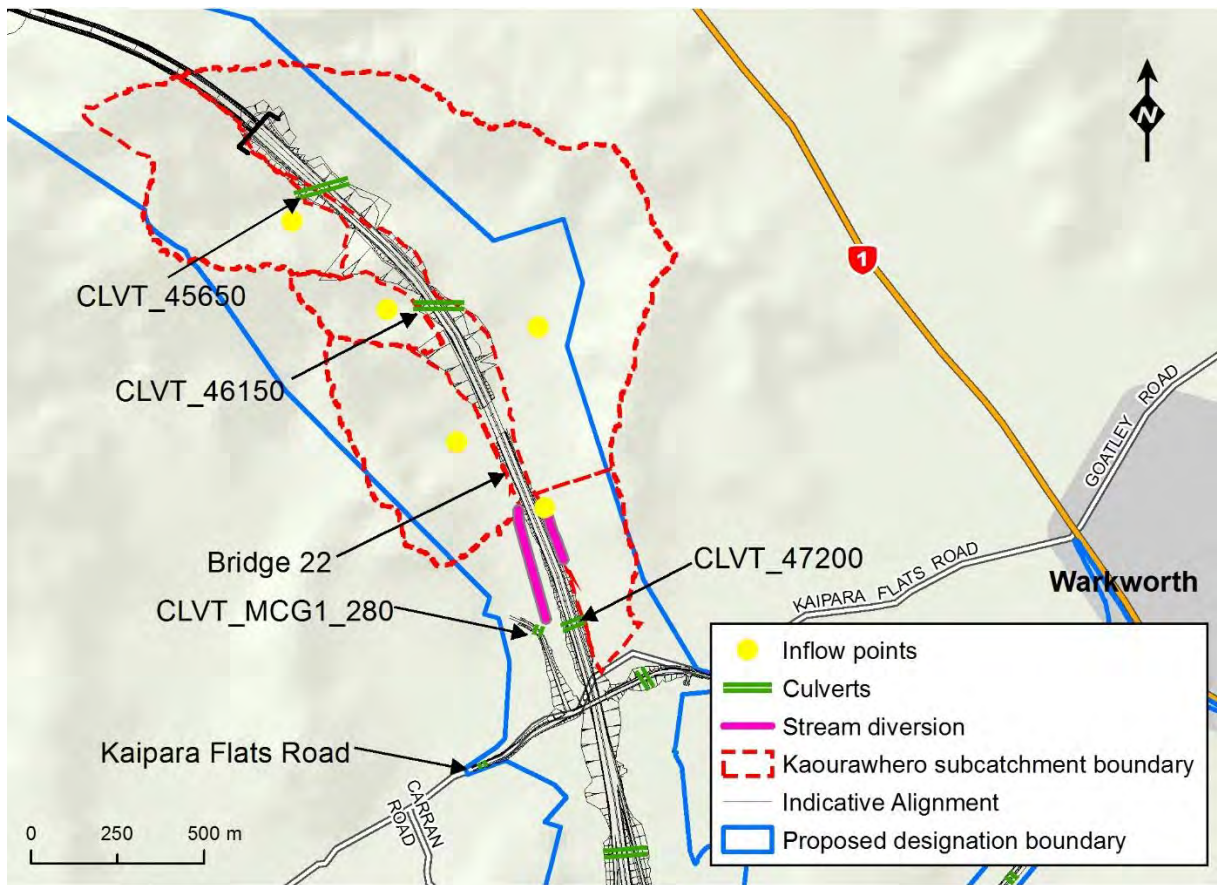 N
1
CLVT_45650
CLVT_46150
GOATLEY ROAD
Bridge 22
CLVT_47200
CLVT_MCG1_280
KAIPARA FLATS ROAD
Warkworth
Kaipara Flats Road
CARRAN
ROAD
0 250 500 m
Inflow points
Culverts
Stream diversion
Kaourawhero subcatchment boundary
Indicative Alignment
Proposed designation boundary